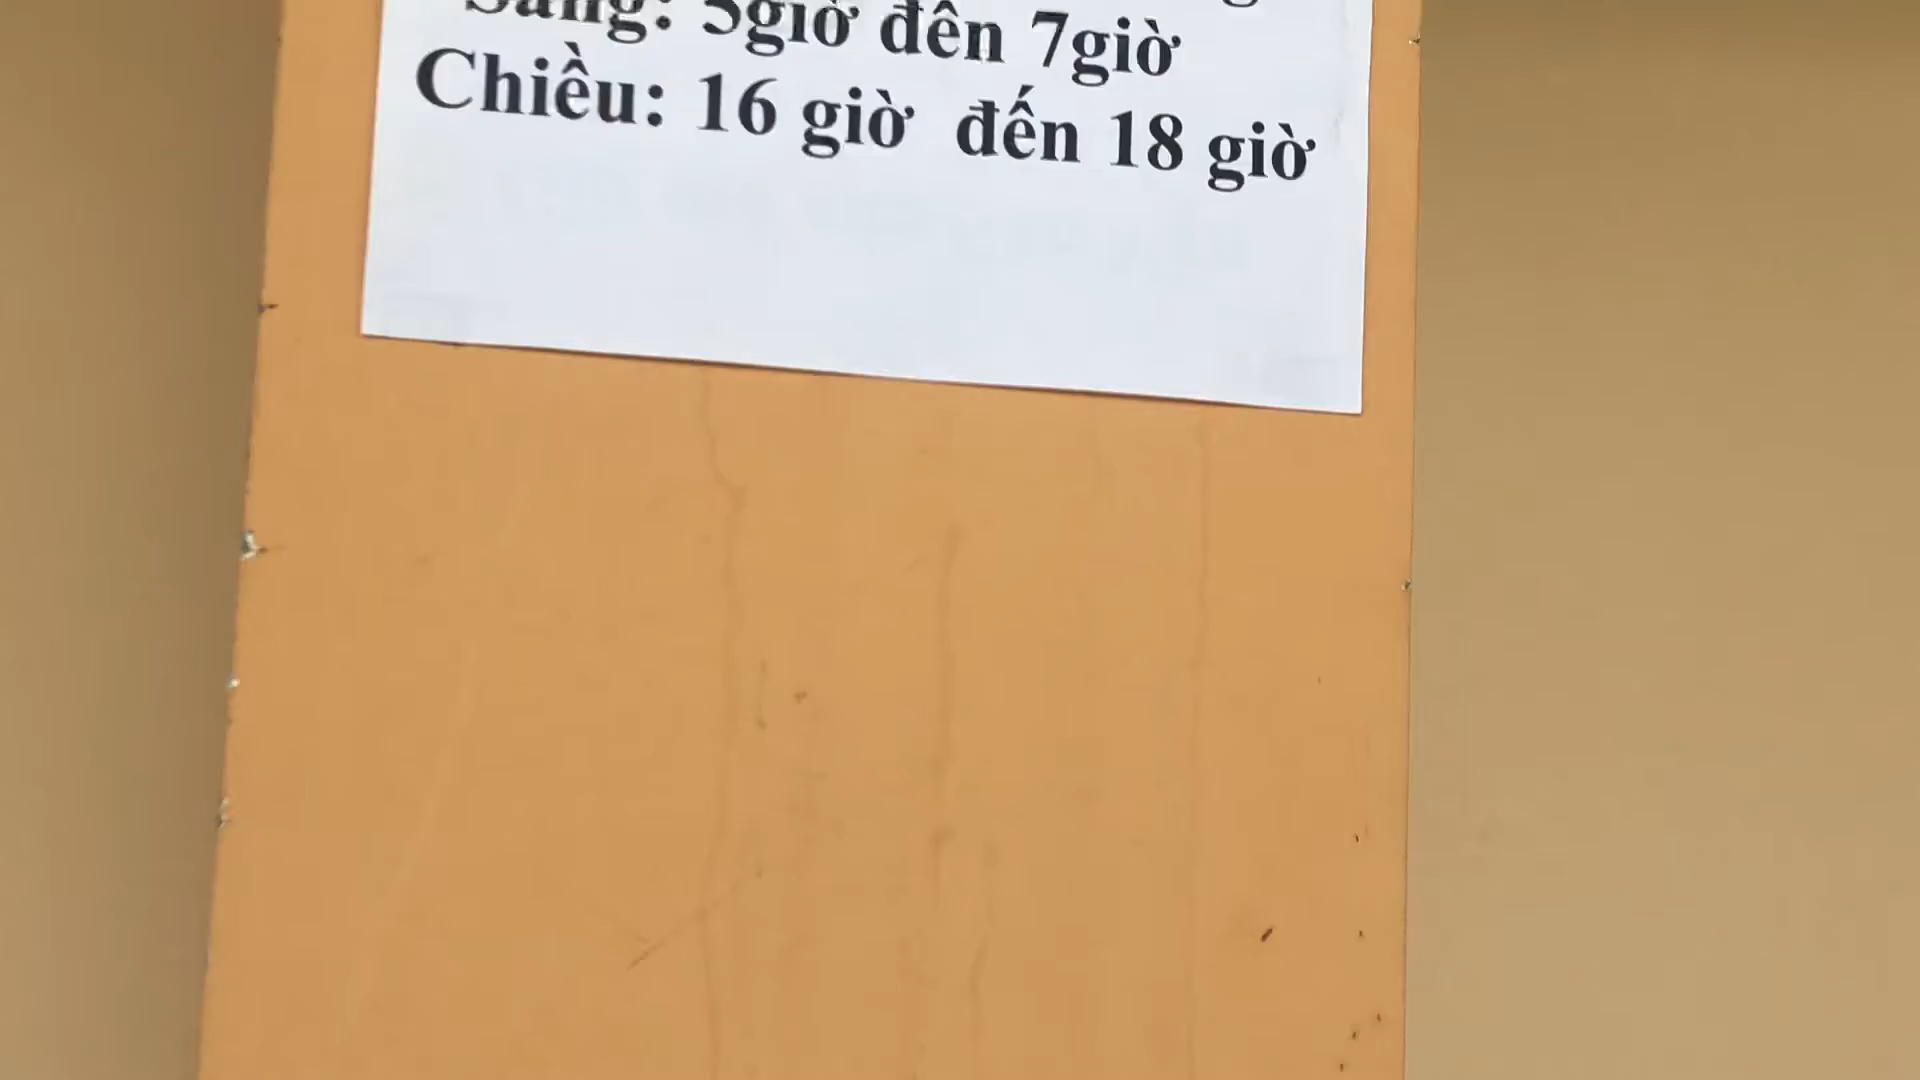 Sáng: 5giờ đến 7giờ
Chiều: 16 giờ đến 18 giờ